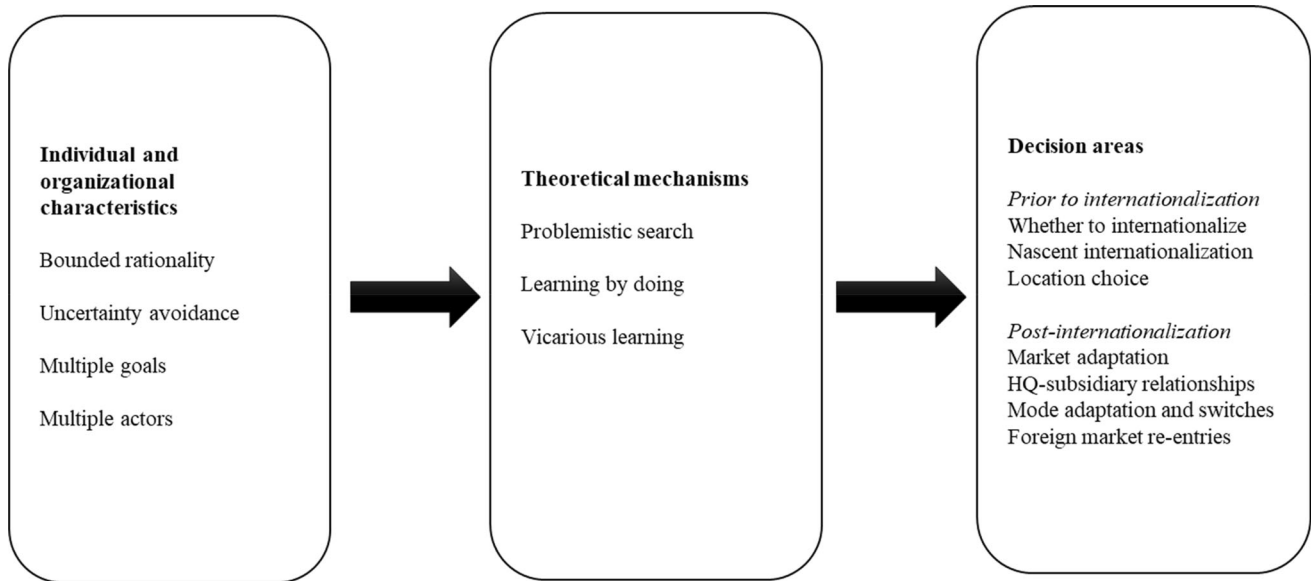 Individual and
organizational
characteristics
Bounded rationality
Uncertainty avoidance
Multiple goals
Multiple actors
Theoretical mechanisms
Problemistic search
Learning by doing
Vicarious learning
Decision areas
Prior to internationalization
Whether to internationalize
Nascent internationalization
Location choice
Post-internationalization
Market adaptation
HQ-subsidiary relationships
Mode adaptation and switches
Foreign market re-entries